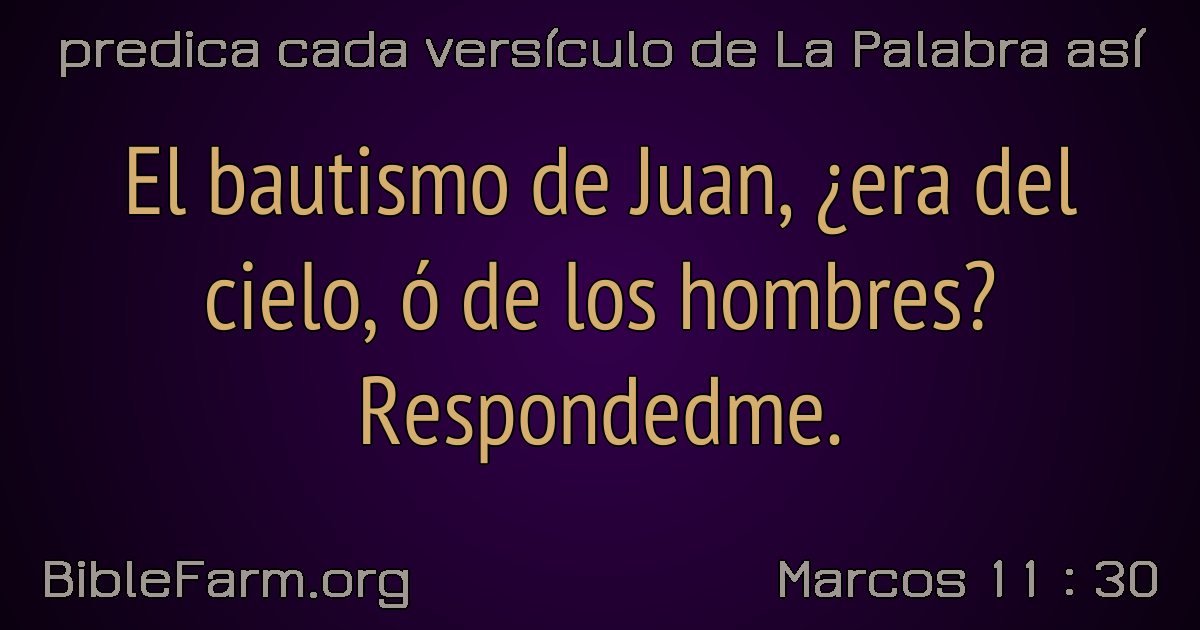 predica cada versículo de La Palabra así
El bautismo de Juan, ¿era del
cielo, ó de los hombres?
Respondedme.
BibleFarm.org
Marcos 11 : 30